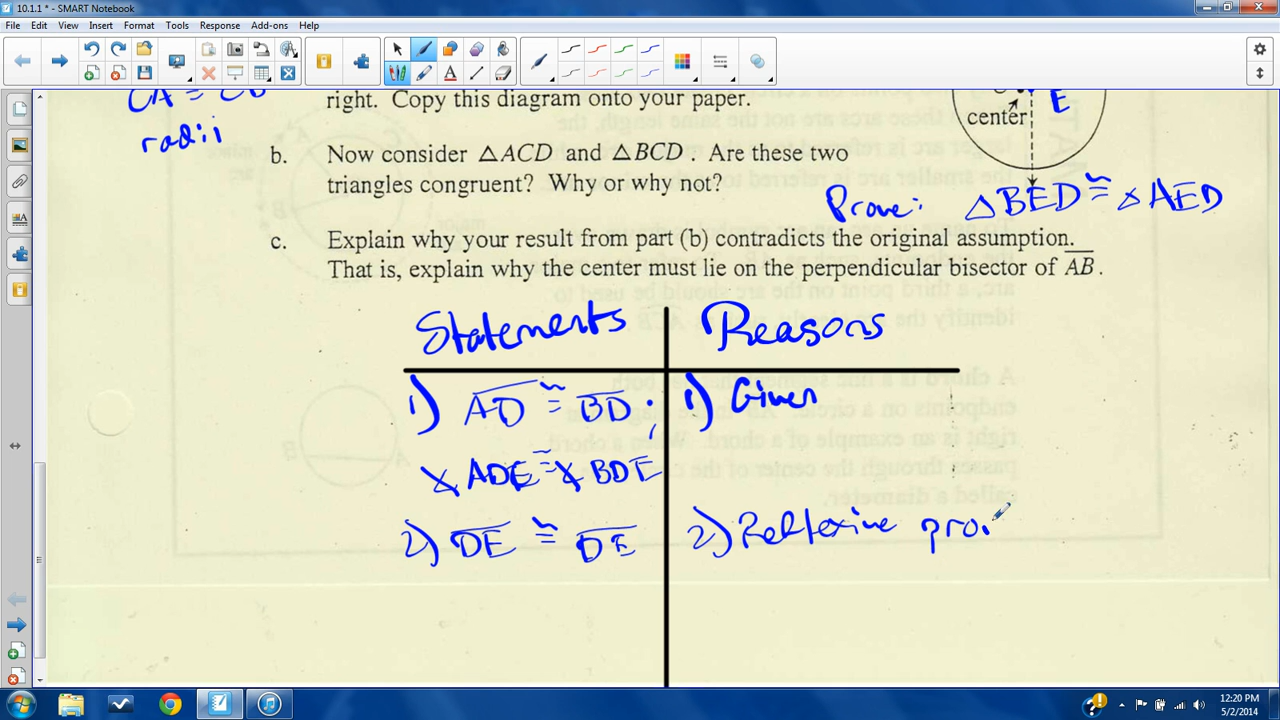 10.1.1 * - SMART Notebook
File Edit View Insert Format Tools Response Add-ons Help
CA ≅ CB
radii
right. Copy this diagram onto your paper.
E
center
b. Now consider △ACD and △BCD. Are these two
triangles congruent? Why or why not?
Prove: △BED ≅ △AED
c. Explain why your result from part (b) contradicts the original assumption.
That is, explain why the center must lie on the perpendicular bisector of AB.
Statements Reasons
1) AD ≅ BD ; 1) Given
∡ADE ≅ ∡BDE
2) DE ≅ DE 2) Reflexive prop
12:20 PM
5/2/2014